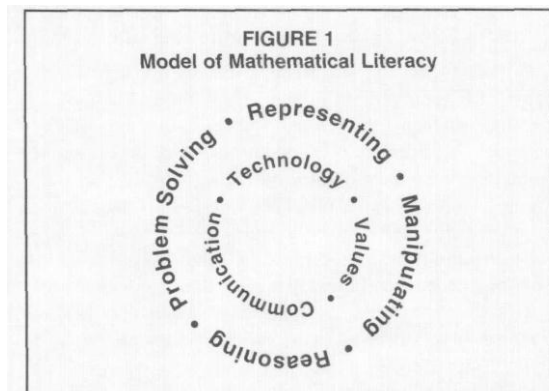 FIGURE 1
Model of Mathematical Literacy
Representing • Manipulating • Reasoning • Problem Solving •
Technology • Values • Communication •